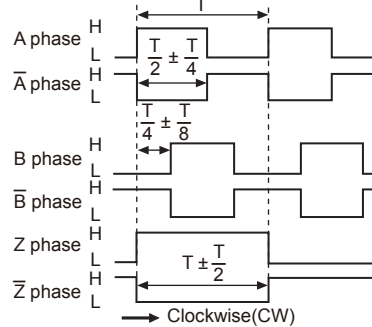 T
A phase H
L
T/2 ± T/4
A̅ phase H
L
T/4 ± T/8
B phase H
L
B̅ phase H
L
Z phase H
L
T ± T/2
Z̅ phase H
L
Clockwise(CW)